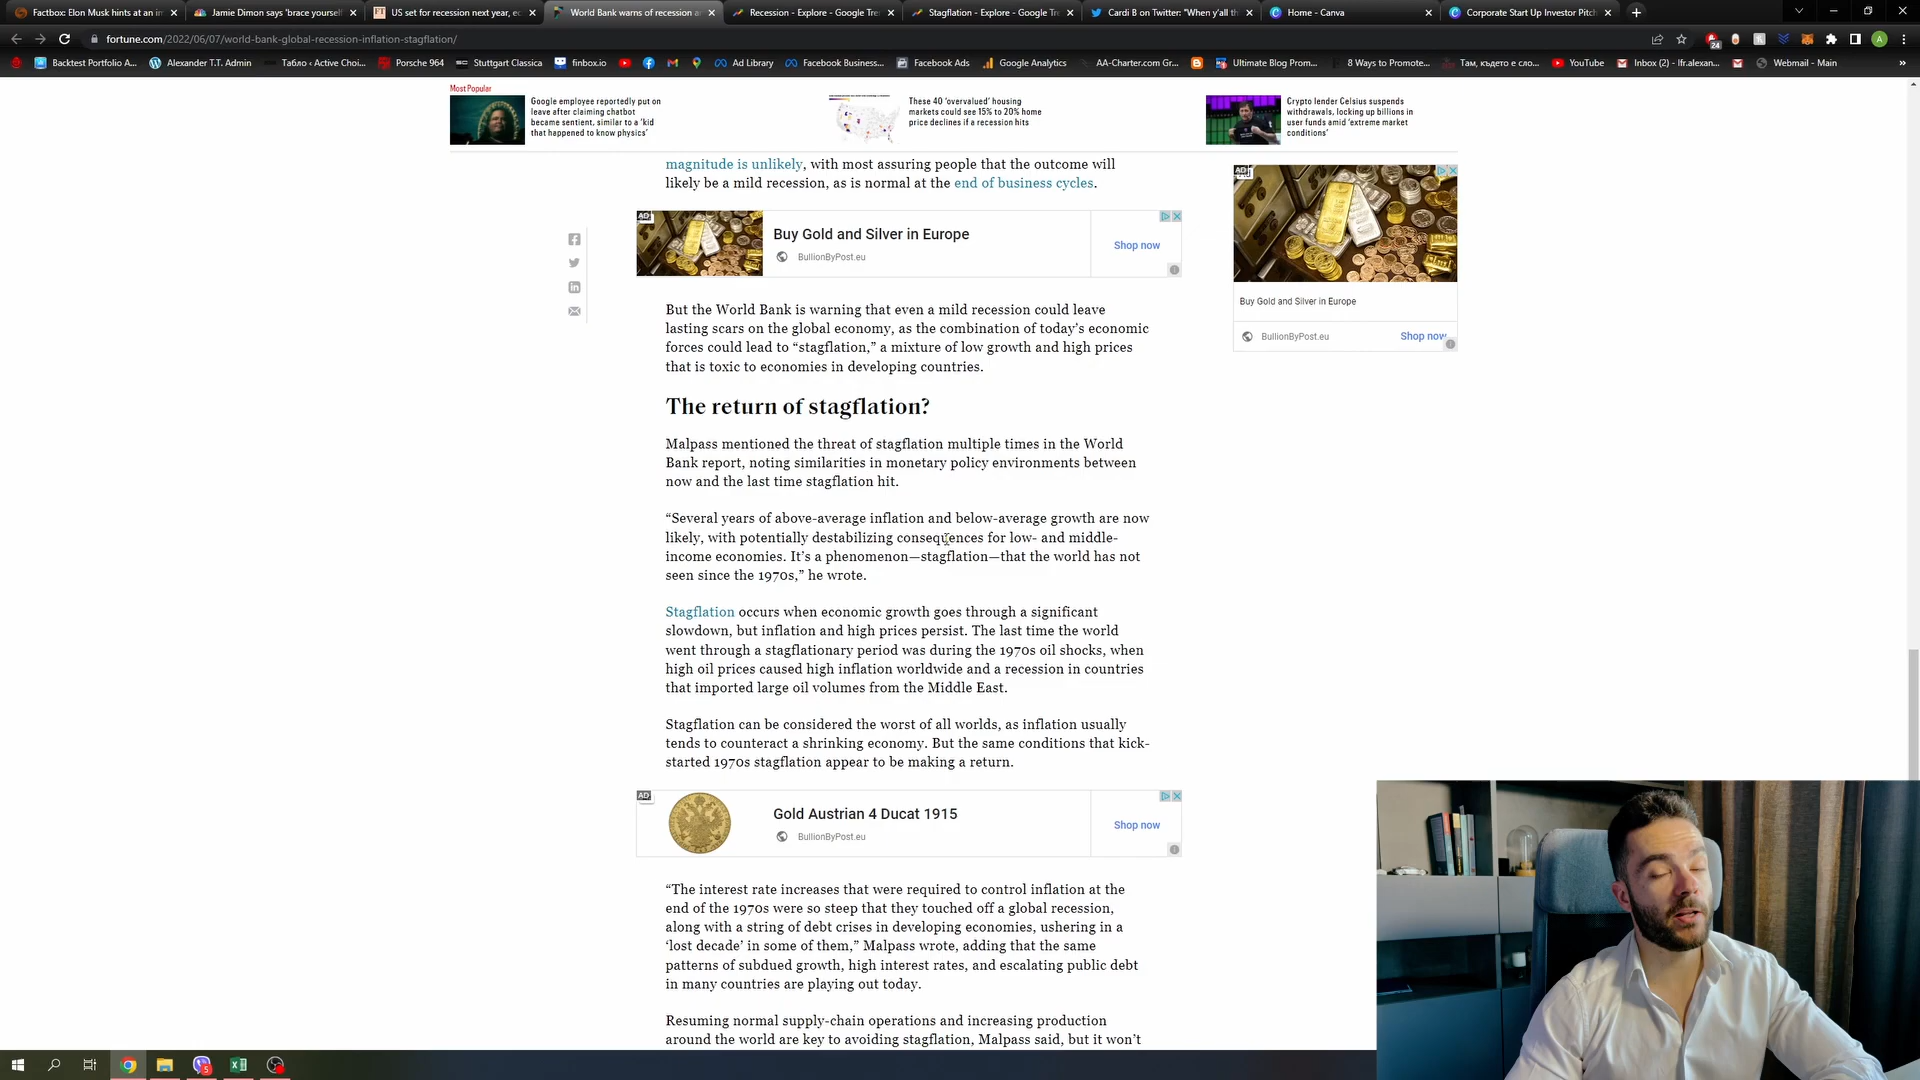 Factbox: Elon Musk hints at an im
Jamie Dimon says 'brace yourself
US set for recession next year, ec
World Bank warns of recession a
Recession - Explore - Google Tre
Stagflation - Explore - Google Tre
Cardi B on Twitter: "When y'all th
Home - Canva
Corporate Start Up Investor Pitch
fortune.com/2022/06/07/world-bank-global-recession-inflation-stagflation/
24
A
Backtest Portfolio A...
Alexander T.T. Admin
Табло ‹ Active Choi...
Porsche 964
Stuttgart Classica
finbox.io
Ad Library
Facebook Business...
Facebook Ads
Google Analytics
AA-Charter.com Gr...
Ultimate Blog Prom...
8 Ways to Promote...
Там, където е сло...
YouTube
Inbox (2) - lfr.alexan...
Webmail - Main
»
Most Popular
Google employee reportedly put on
leave after claiming chatbot
became sentient, similar to a 'kid
that happened to know physics'
These 40 'overvalued' housing
markets could see 15% to 20% home
price declines if a recession hits
Crypto lender Celsius suspends
withdrawals, locking up billions in
user funds amid 'extreme market
conditions'
magnitude is unlikely, with most assuring people that the outcome will
likely be a mild recession, as is normal at the end of business cycles.
AD
Buy Gold and Silver in Europe
BullionByPost.eu
Shop now
AD
Buy Gold and Silver in Europe
BullionByPost.eu
Shop now
But the World Bank is warning that even a mild recession could leave
lasting scars on the global economy, as the combination of today's economic
forces could lead to “stagflation,” a mixture of low growth and high prices
that is toxic to economies in developing countries.
The return of stagflation?
Malpass mentioned the threat of stagflation multiple times in the World
Bank report, noting similarities in monetary policy environments between
now and the last time stagflation hit.
“Several years of above-average inflation and below-average growth are now
likely, with potentially destabilizing consequences for low- and middle-
income economies. It's a phenomenon—stagflation—that the world has not
seen since the 1970s,” he wrote.
Stagflation occurs when economic growth goes through a significant
slowdown, but inflation and high prices persist. The last time the world
went through a stagflationary period was during the 1970s oil shocks, when
high oil prices caused high inflation worldwide and a recession in countries
that imported large oil volumes from the Middle East.
Stagflation can be considered the worst of all worlds, as inflation usually
tends to counteract a shrinking economy. But the same conditions that kick-
started 1970s stagflation appear to be making a return.
AD
Gold Austrian 4 Ducat 1915
BullionByPost.eu
Shop now
“The interest rate increases that were required to control inflation at the
end of the 1970s were so steep that they touched off a global recession,
along with a string of debt crises in developing economies, ushering in a
'lost decade' in some of them,” Malpass wrote, adding that the same
patterns of subdued growth, high interest rates, and escalating public debt
in many countries are playing out today.
Resuming normal supply-chain operations and increasing production
around the world are key to avoiding stagflation, Malpass said, but it won't
5